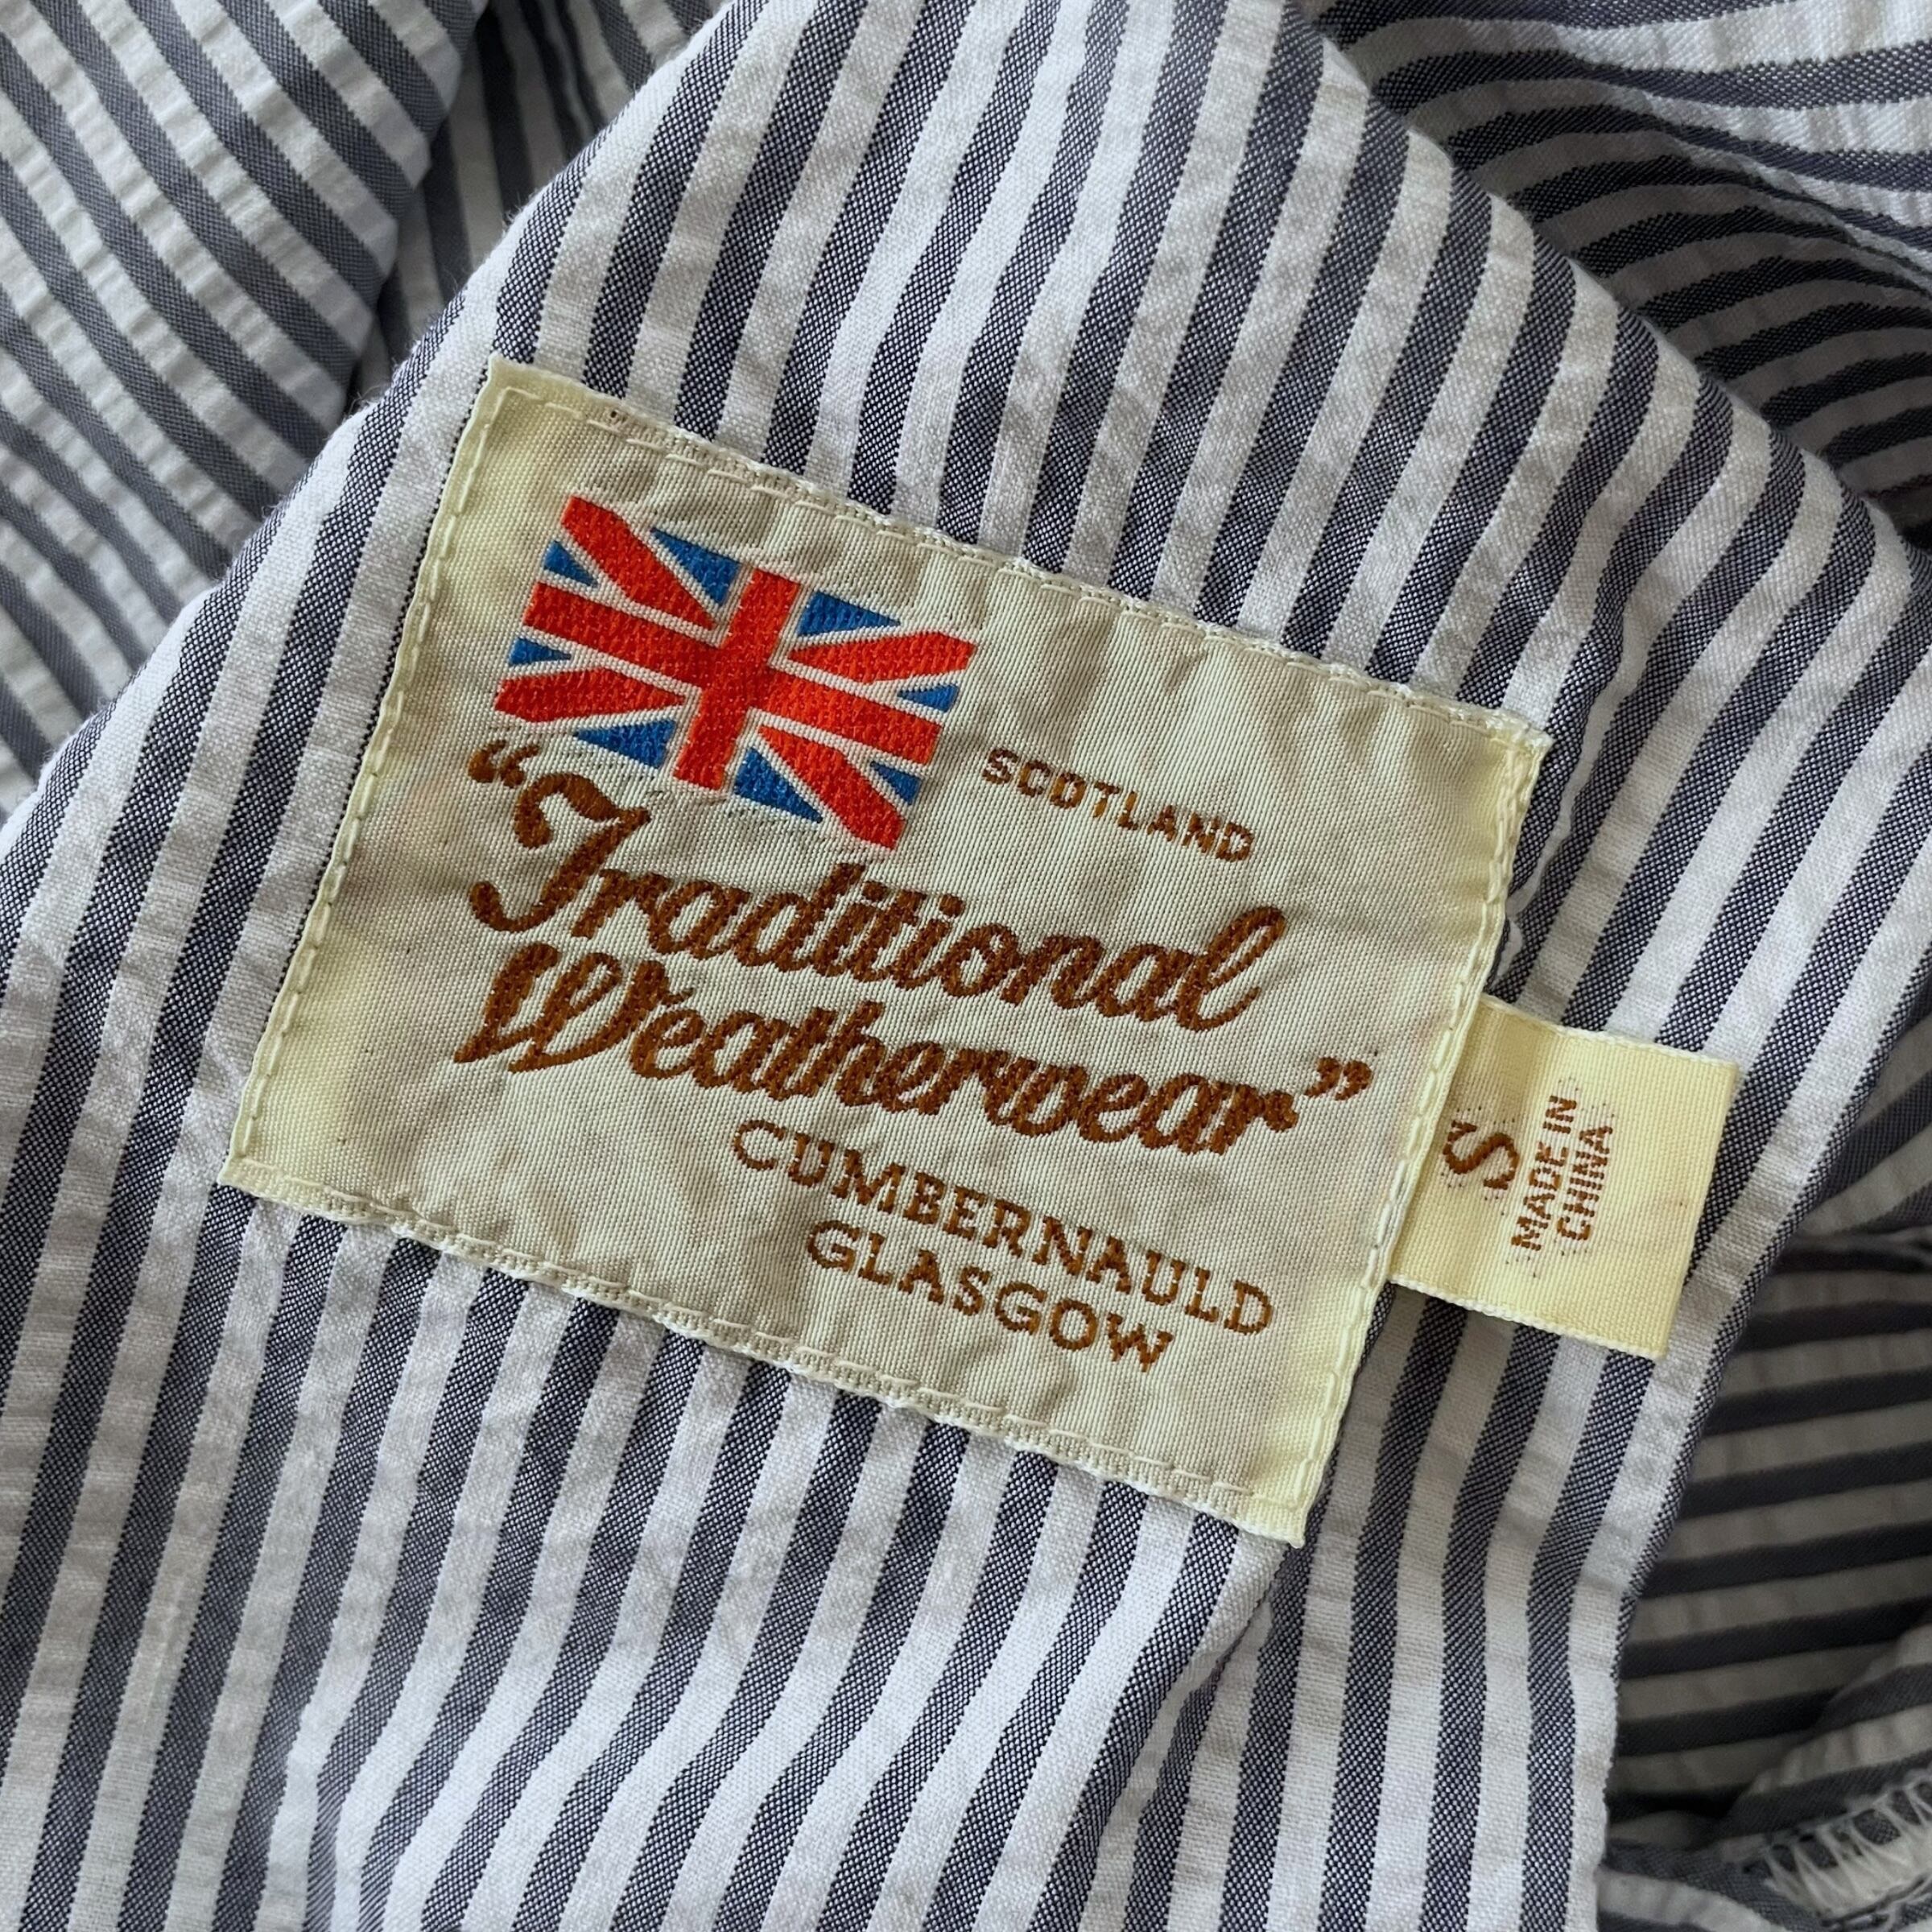 SCOTLAND
“Traditional
Weatherwear”
CUMBERNAULD
GLASGOW
S
MADE IN
CHINA